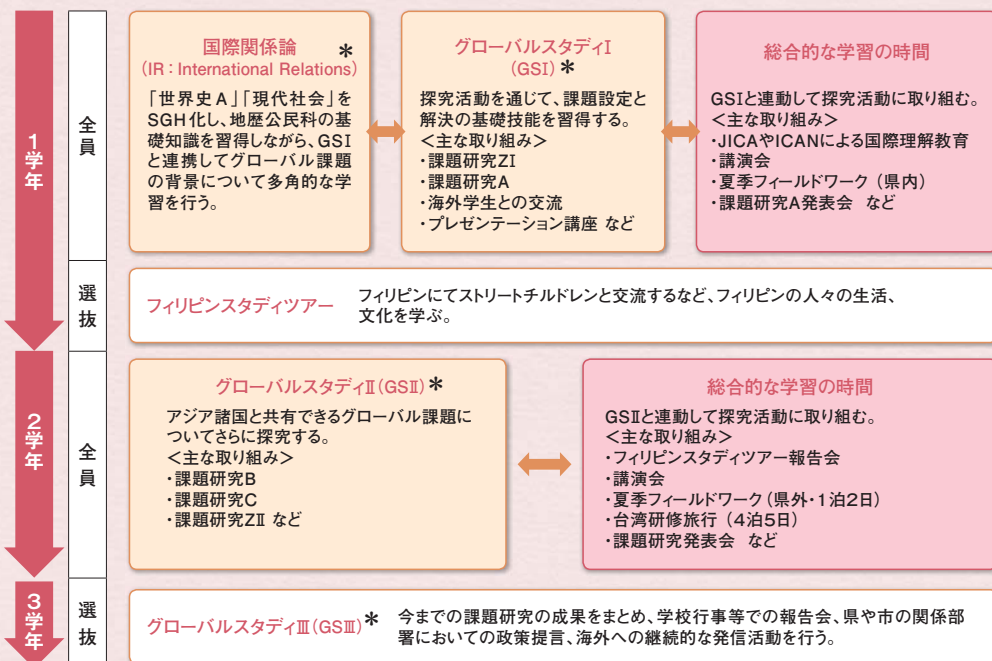 1学年
全員
国際関係論 *
(IR：International Relations)
「世界史A」「現代社会」を
SGH化し、地歴公民科の基
礎知識を習得しながら、GSI
と連携してグローバル課題
の背景について多角的な学
習を行う。
グローバルスタディⅠ
(GSI) *
探究活動を通じて、課題設定と
解決の基礎技能を習得する。
＜主な取り組み＞
・課題研究ZI
・課題研究A
・海外学生との交流
・プレゼンテーション講座 など
総合的な学習の時間
GSIと連動して探究活動に取り組む。
＜主な取り組み＞
・JICAやICANによる国際理解教育
・講演会
・夏季フィールドワーク（県内）
・課題研究A発表会 など
選抜
フィリピンスタディツアー
フィリピンにてストリートチルドレンと交流するなど、フィリピンの人々の生活、
文化を学ぶ。
2学年
全員
グローバルスタディⅡ(GSⅡ) *
アジア諸国と共有できるグローバル課題に
ついてさらに探究する。
＜主な取り組み＞
・課題研究B
・課題研究C
・課題研究ZⅡ など
総合的な学習の時間
GSⅡと連動して探究活動に取り組む。
＜主な取り組み＞
・フィリピンスタディツアー報告会
・講演会
・夏季フィールドワーク（県外・1泊2日）
・台湾研修旅行（4泊5日）
・課題研究発表会 など
3学年
選抜
グローバルスタディⅢ(GSⅢ) *
今までの課題研究の成果をまとめ、学校行事等での報告会、県や市の関係部
署においての政策提言、海外への継続的な発信活動を行う。